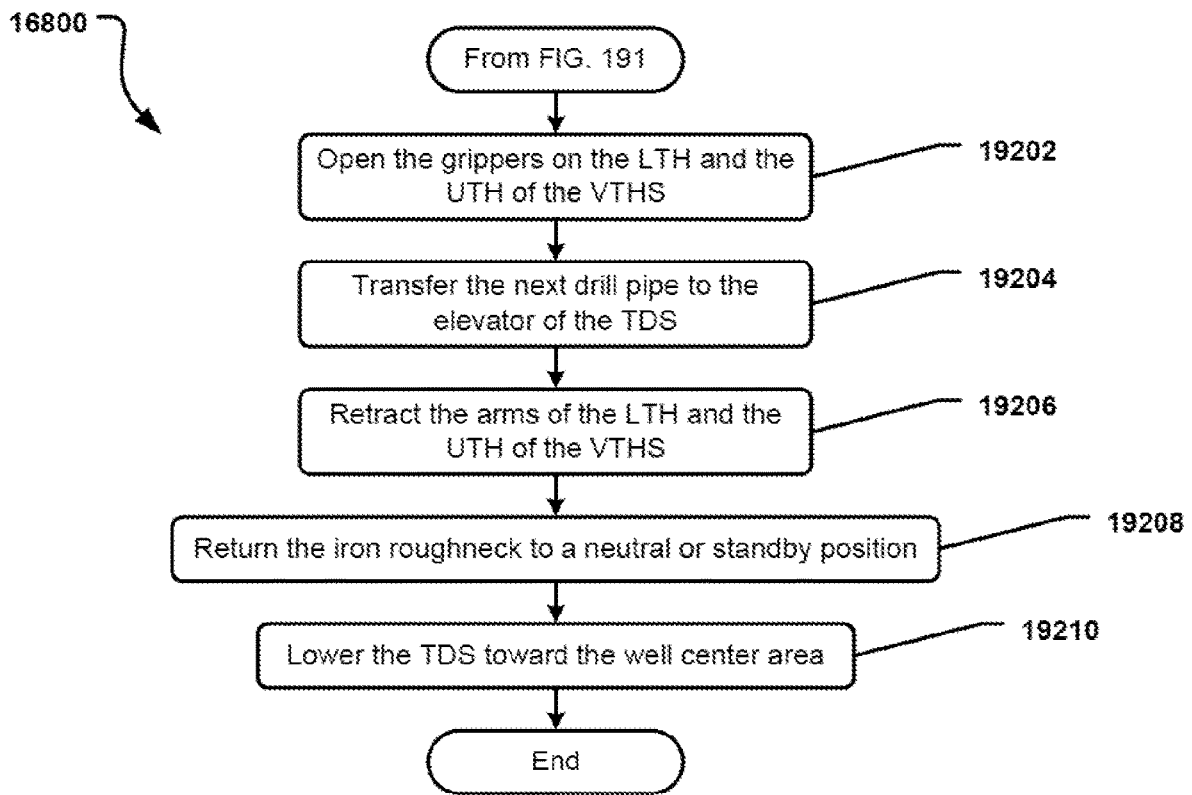 16800
From FIG. 191
Open the grippers on the LTH and the
UTH of the VTHS
19202
Transfer the next drill pipe to the
elevator of the TDS
19204
Retract the arms of the LTH and the
UTH of the VTHS
19206
Return the iron roughneck to a neutral or standby position
19208
Lower the TDS toward the well center area
19210
End